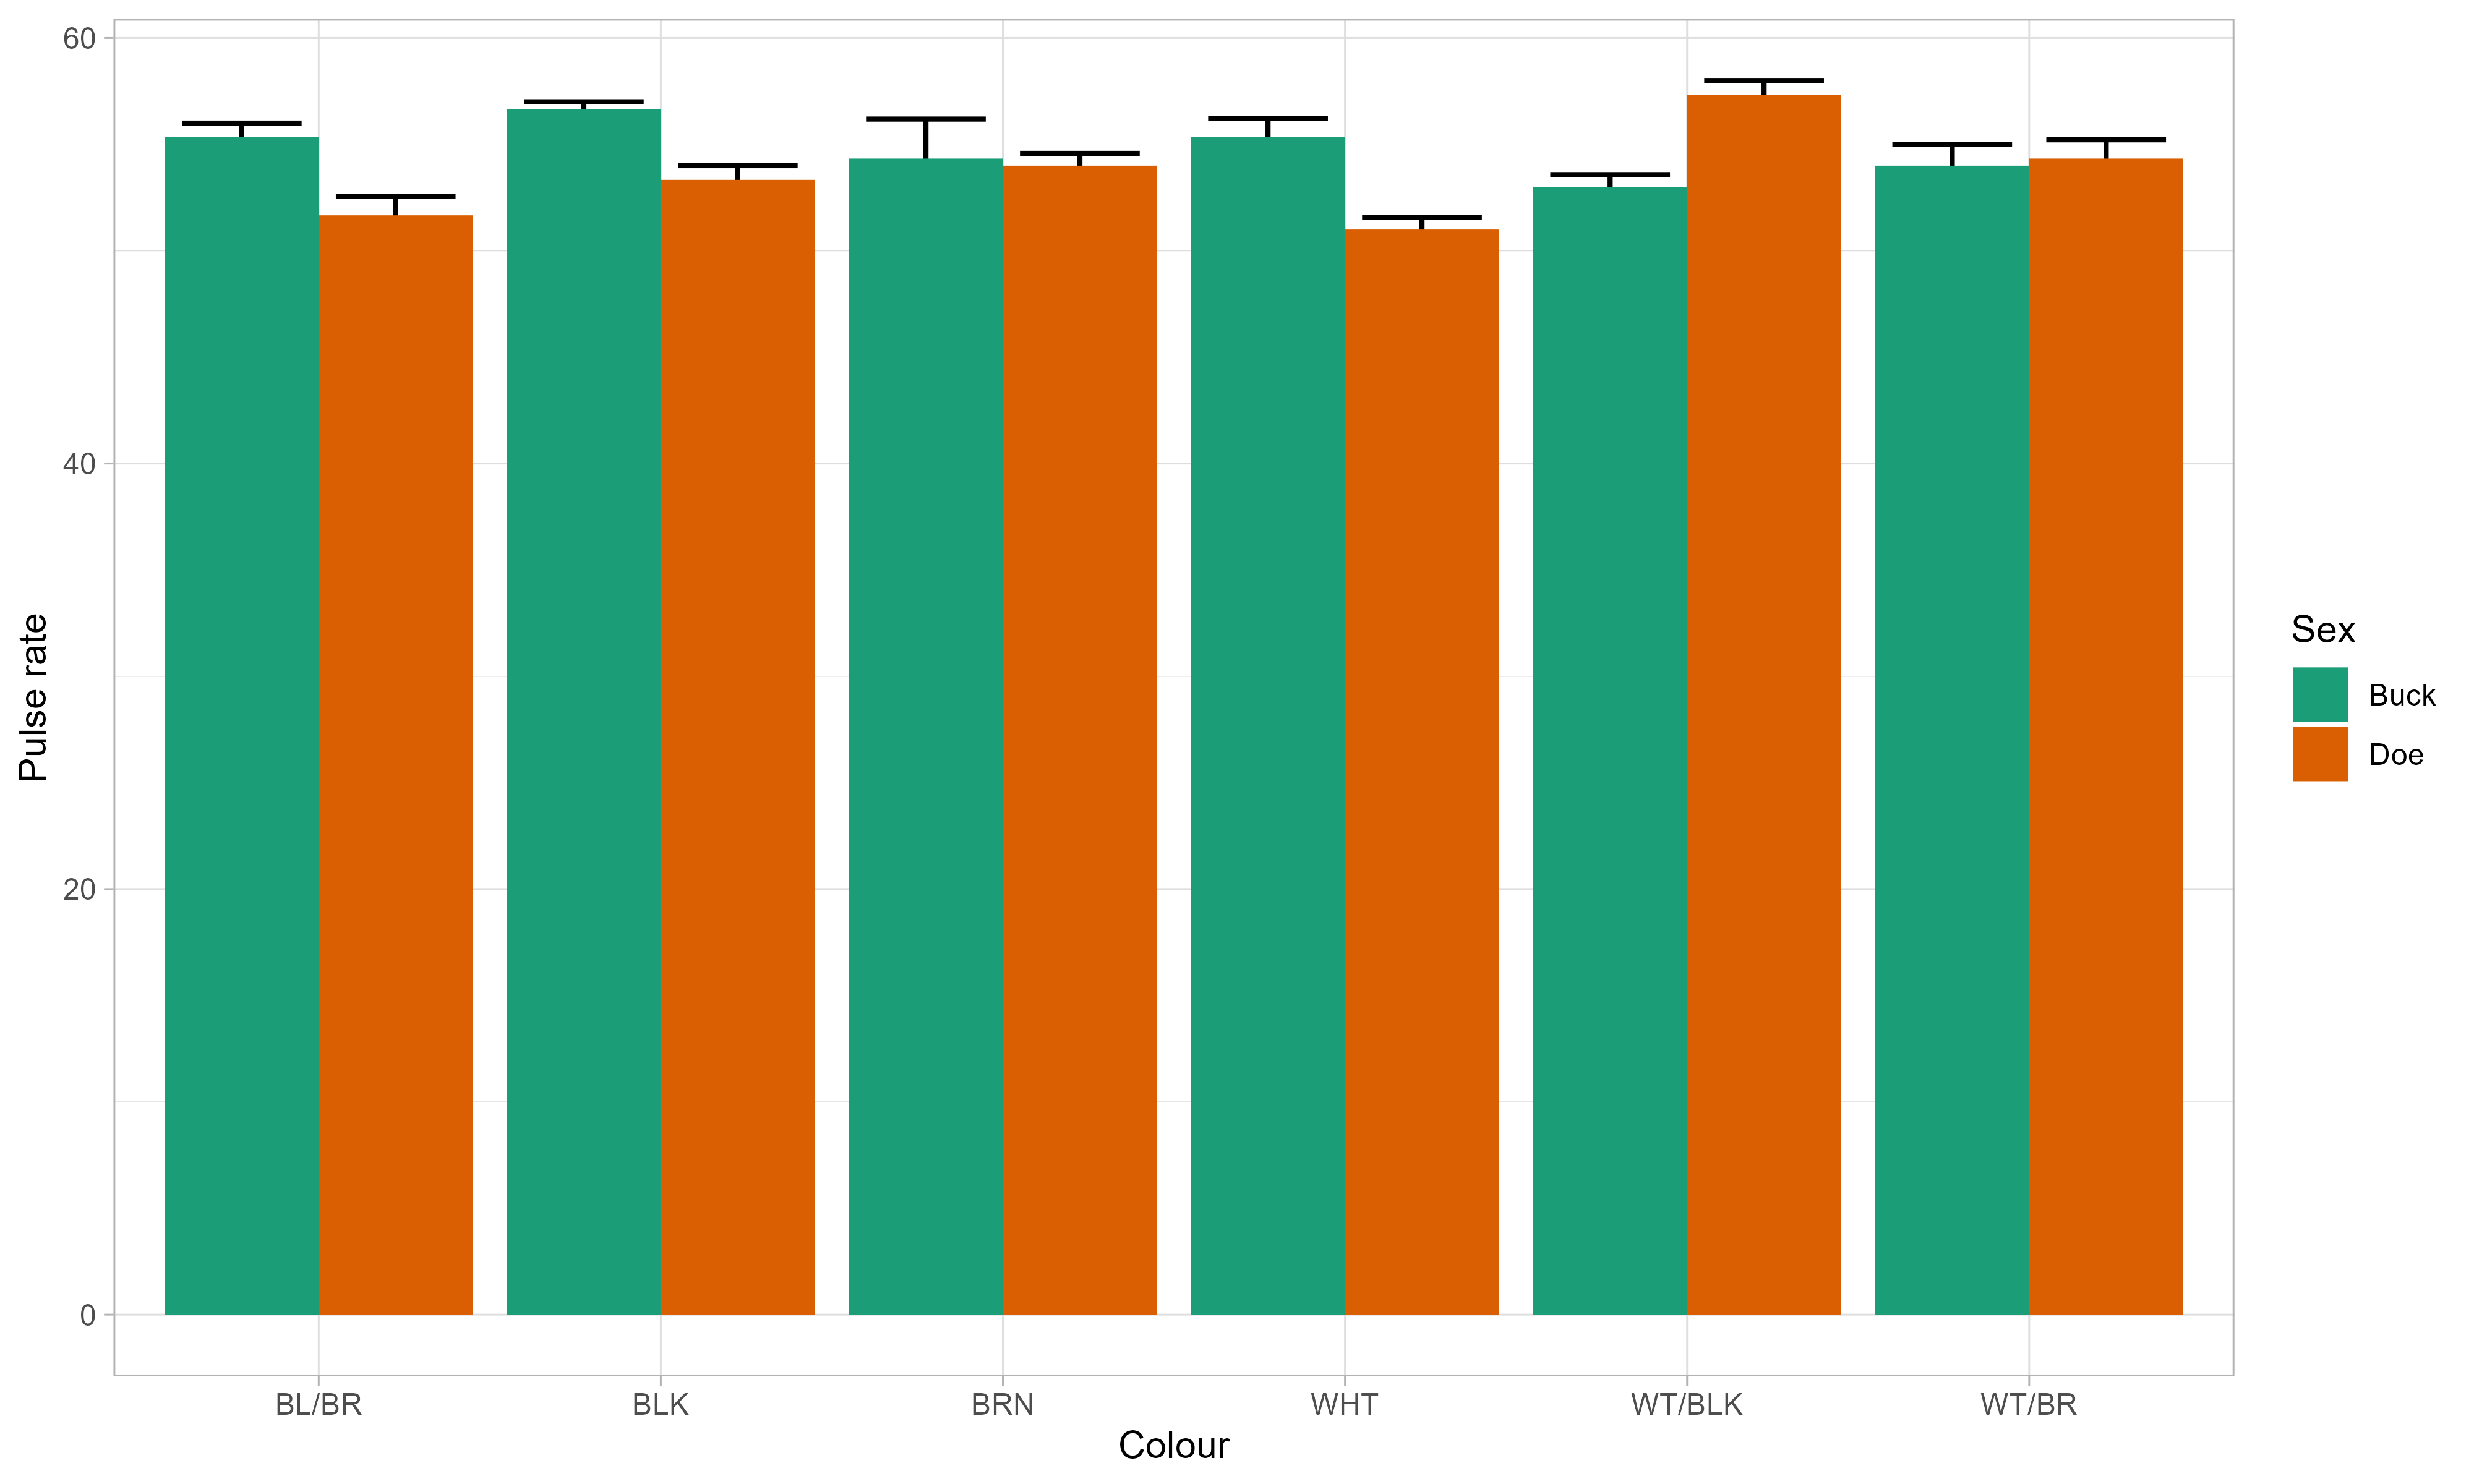 60
40
20
0
Pulse rate
BL/BR
BLK
BRN
WHT
WT/BLK
WT/BR
Colour
Sex
Buck
Doe